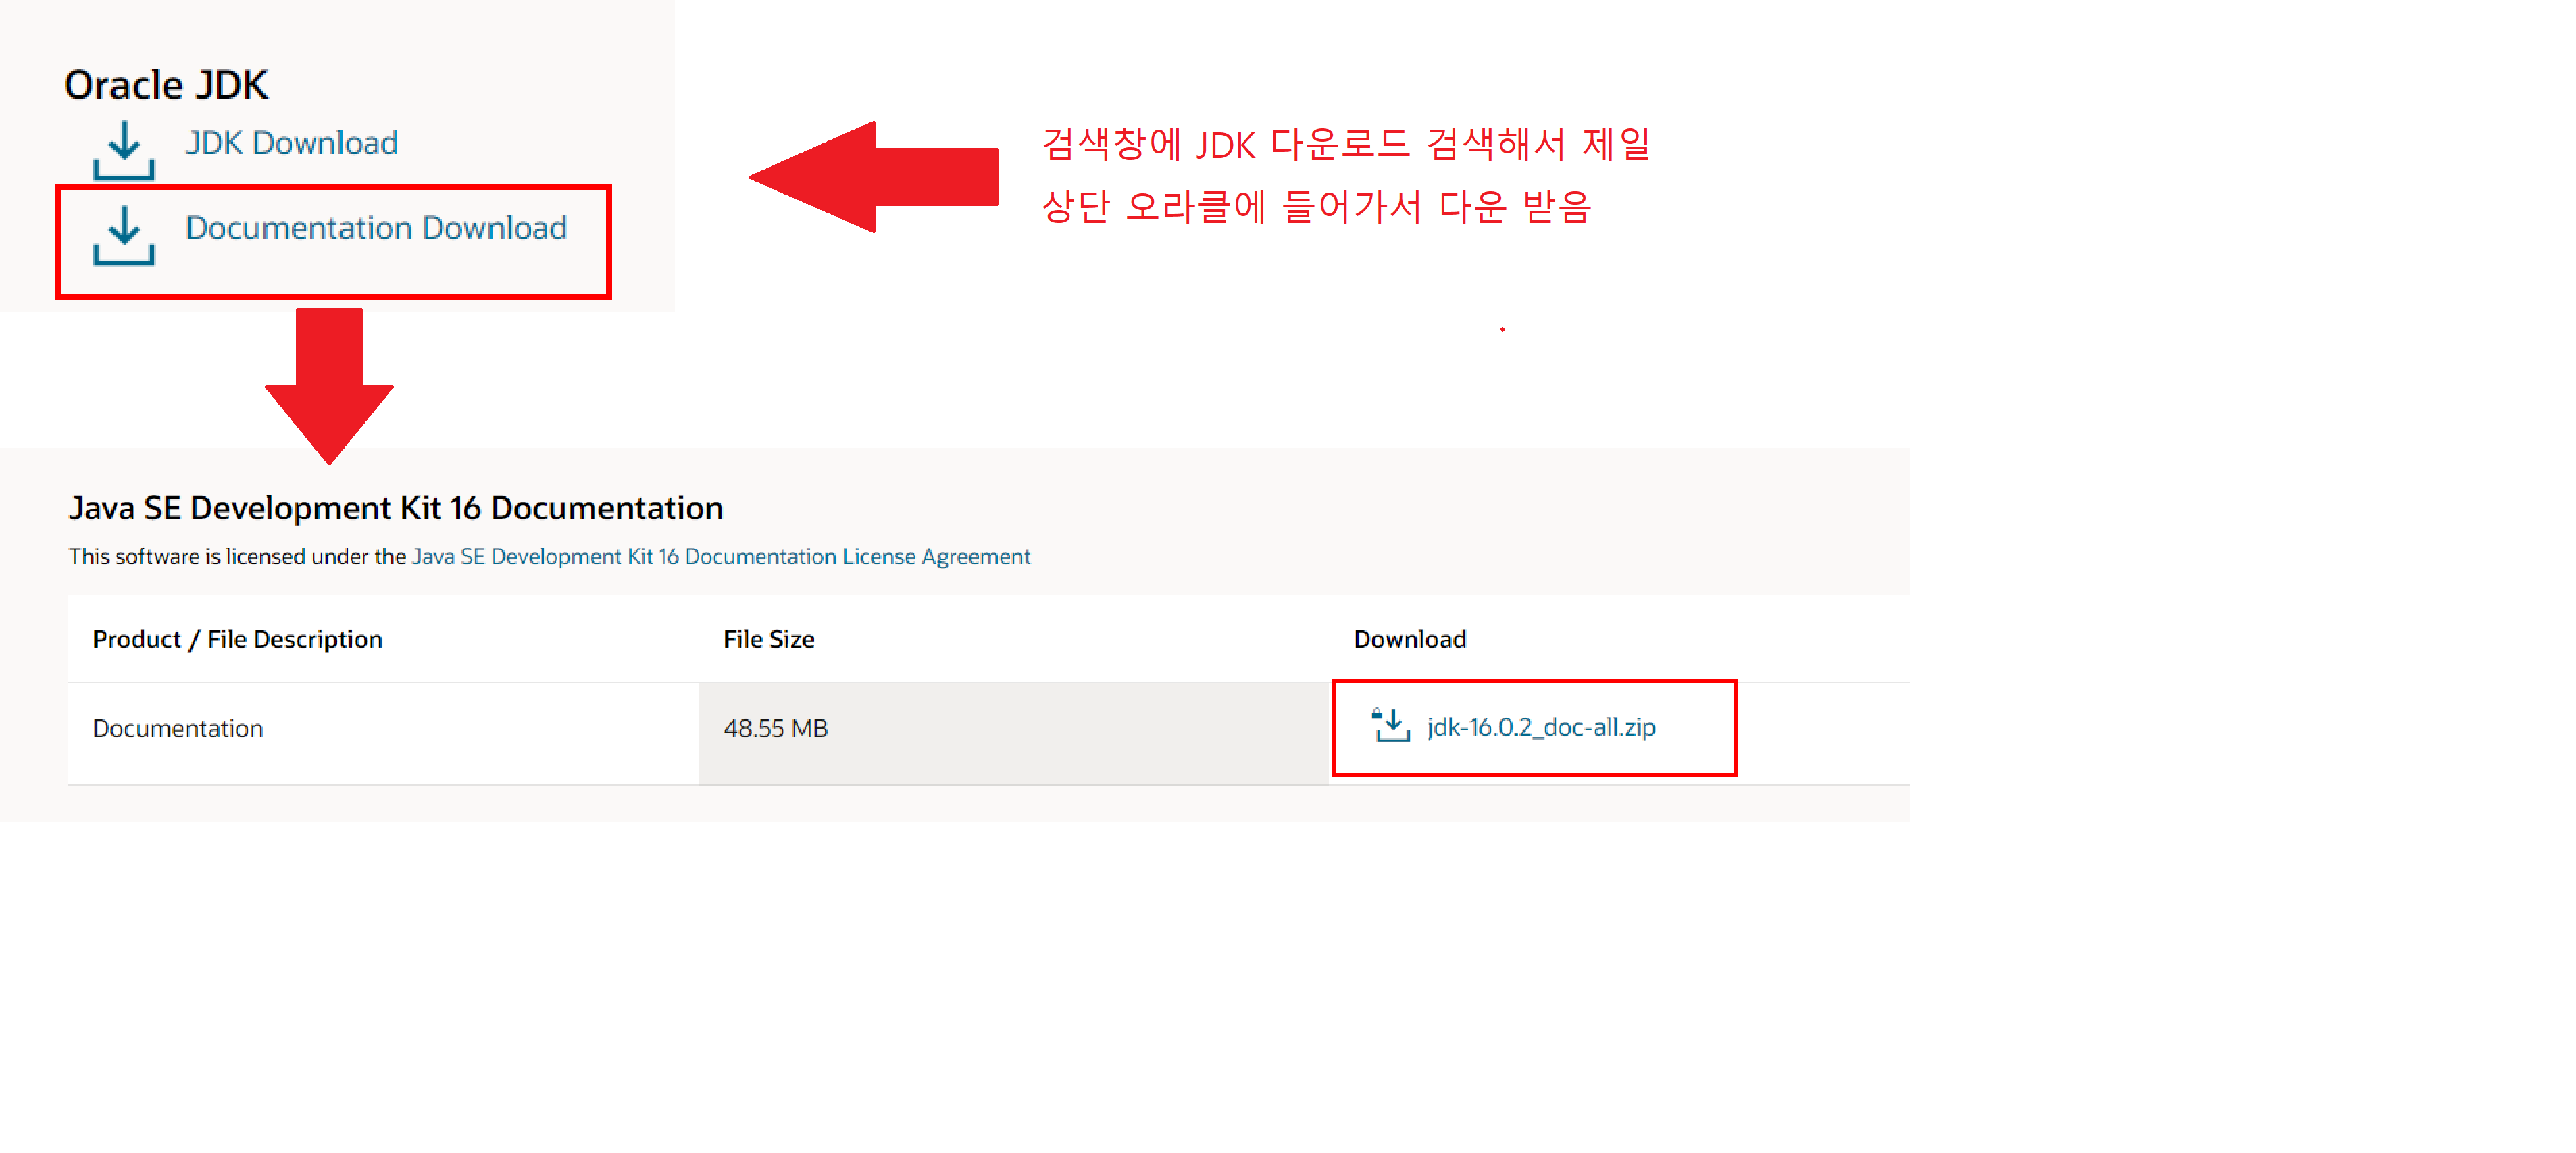 Oracle JDK
JDK Download
Documentation Download
검색창에 JDK 다운로드 검색해서 제일
상단 오라클에 들어가서 다운 받음
Java SE Development Kit 16 Documentation
This software is licensed under the Java SE Development Kit 16 Documentation License Agreement
Product / File Description File Size Download
Documentation 48.55 MB jdk-16.0.2_doc-all.zip